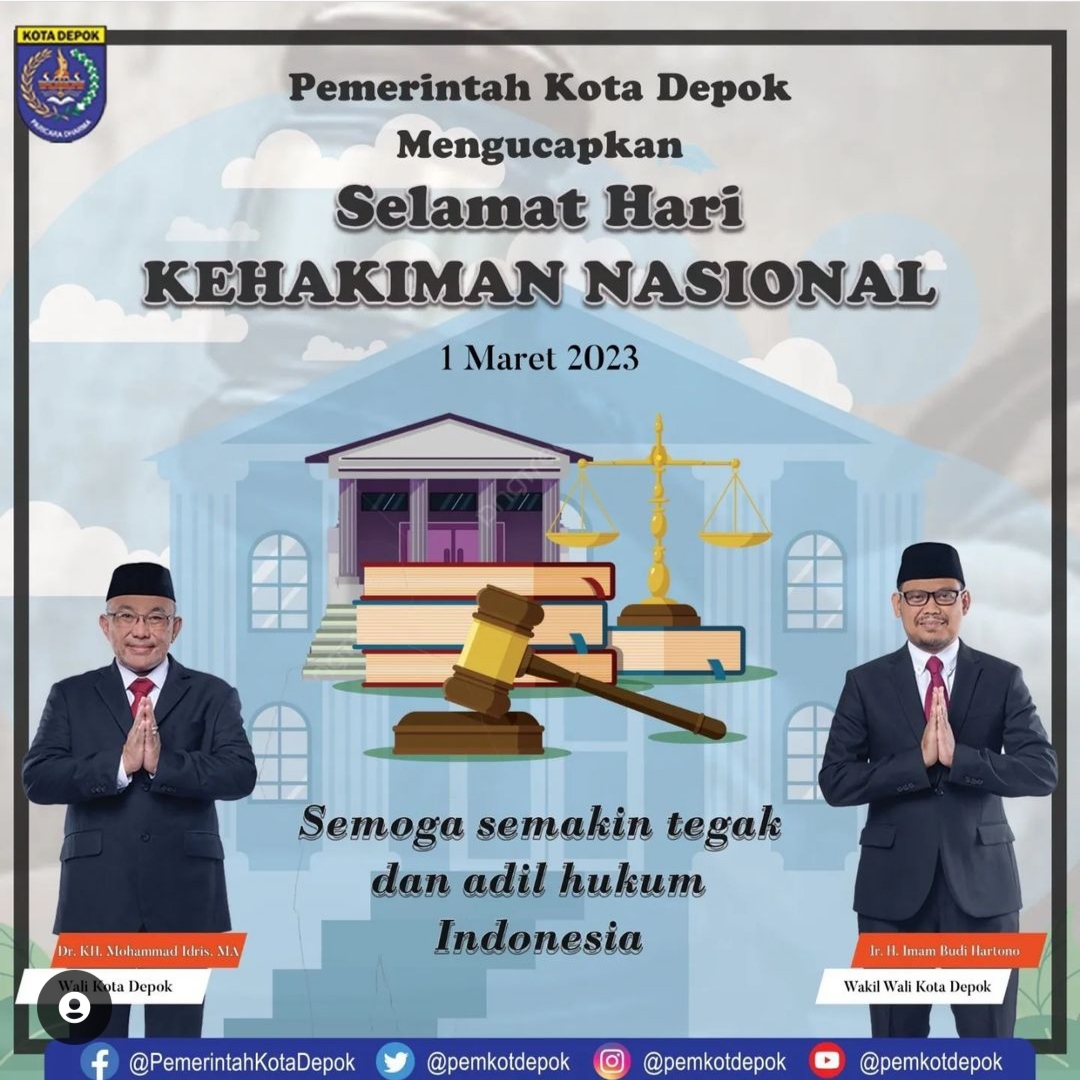 KOTA DEPOK
PARICARA DHARMA
Pemerintah Kota Depok
Mengucapkan
Selamat Hari
KEHAKIMAN NASIONAL
1 Maret 2023
Semoga semakin tegak
dan adil hukum
Indonesia
Dr. KH. Mohammad Idris. MA
Wali Kota Depok
Ir. H. Imam Budi Hartono
Wakil Wali Kota Depok
@PemerintahKotaDepok @pemkotdepok @pemkotdepok @pemkotdepok